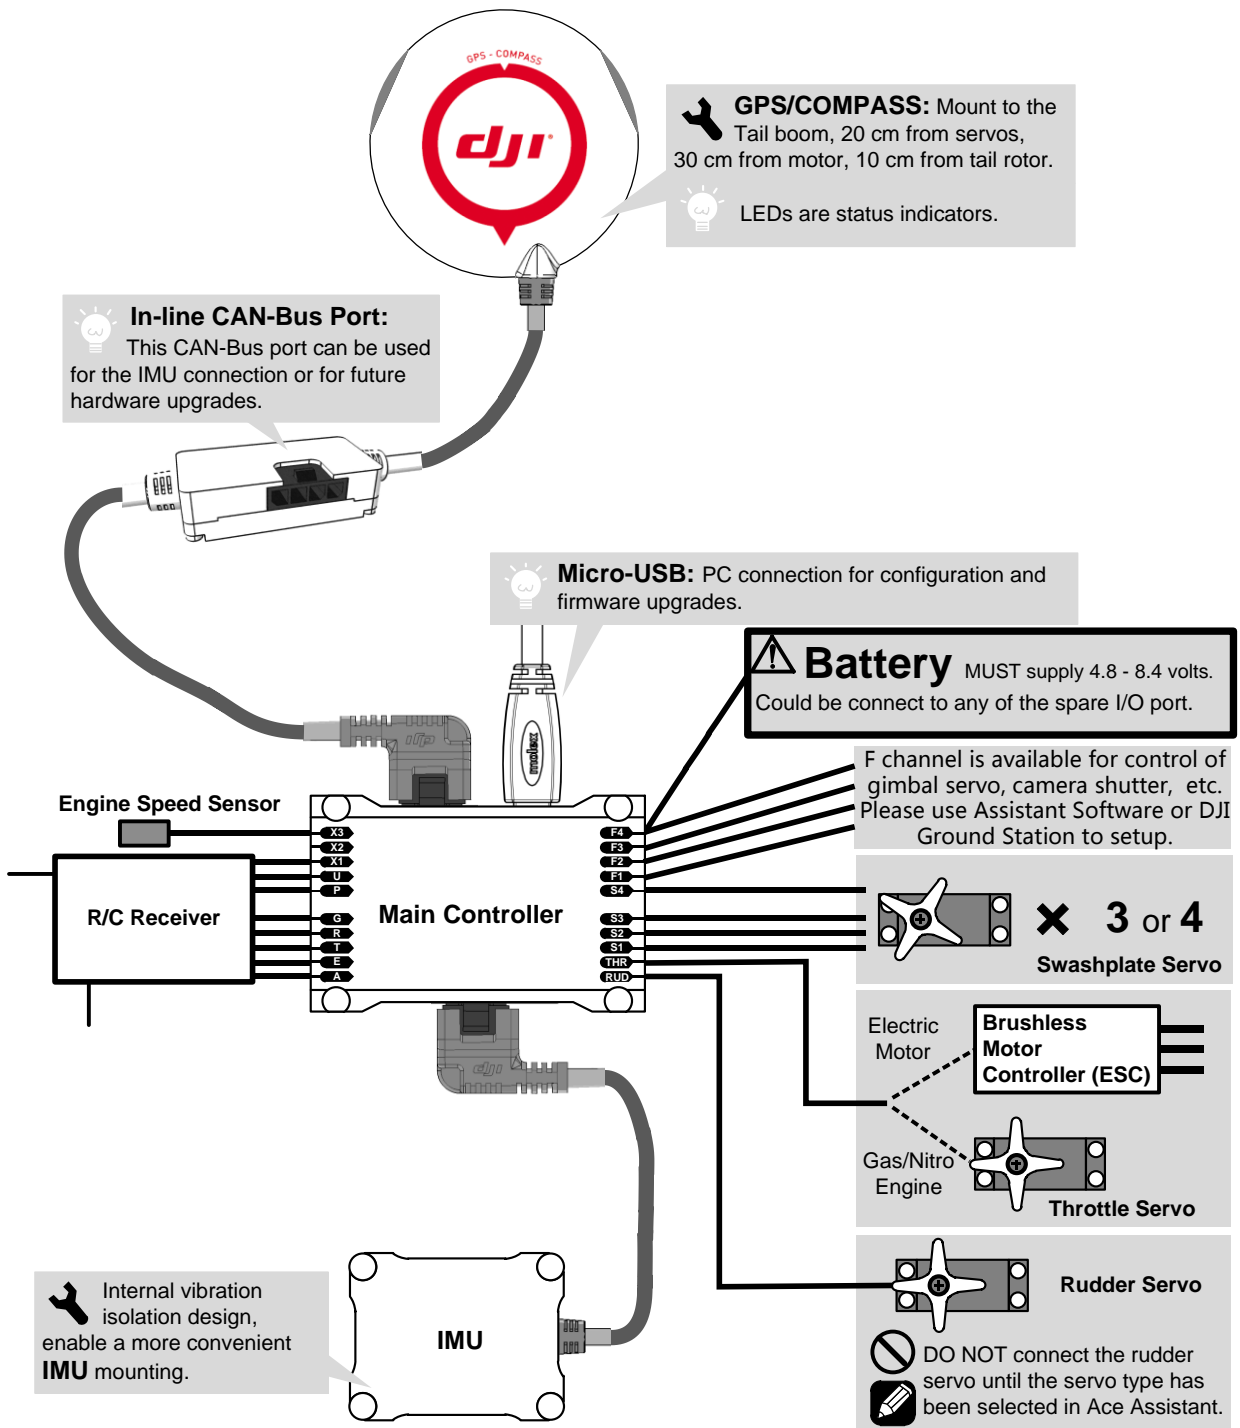 GPS - COMPASS
dji
GPS/COMPASS: Mount to the
Tail boom, 20 cm from servos,
30 cm from motor, 10 cm from tail rotor.
LEDs are status indicators.
In-line CAN-Bus Port:
This CAN-Bus port can be used
for the IMU connection or for future
hardware upgrades.
Micro-USB: PC connection for configuration and
firmware upgrades.
Battery MUST supply 4.8 - 8.4 volts.
Could be connect to any of the spare I/O port.
dji
molex
F channel is available for control of
gimbal servo, camera shutter, etc.
Please use Assistant Software or DJI
Ground Station to setup.
Engine Speed Sensor
R/C Receiver
X3
X2
X1
U
P
G
R
T
E
A
Main Controller
F4
F3
F2
F1
S4
S3
S2
S1
THR
RUD
3 or 4
Swashplate Servo
Electric
Motor
Brushless
Motor
Controller (ESC)
Gas/Nitro
Engine
Throttle Servo
dji
Internal vibration
isolation design,
enable a more convenient
IMU mounting.
IMU
Rudder Servo
DO NOT connect the rudder
servo until the servo type has
been selected in Ace Assistant.